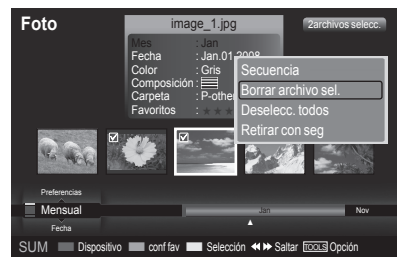 Foto
image_1.jpg
2archivos selecc.
Mes : Jan
Fecha : Jan.01.2008
Color : Gris
Composición :
Carpeta : P-other
Favoritos : ★★★
Secuencia
Borrar archivo sel.
Deselecc. todos
Retirar con seg
Preferencias
Mensual
Jan
Nov
Fecha
SUM Dispositivo conf fav Selección Saltar TOOLS Opción